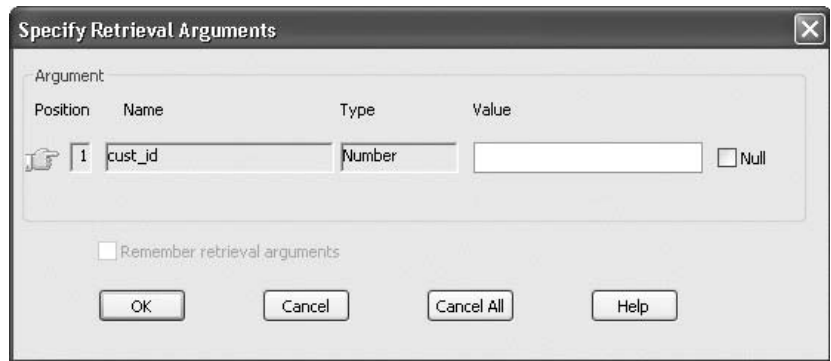 Specify Retrieval Arguments
Argument
Position Name Type Value
1 cust_id Number Null
Remember retrieval arguments
OK Cancel Cancel All Help